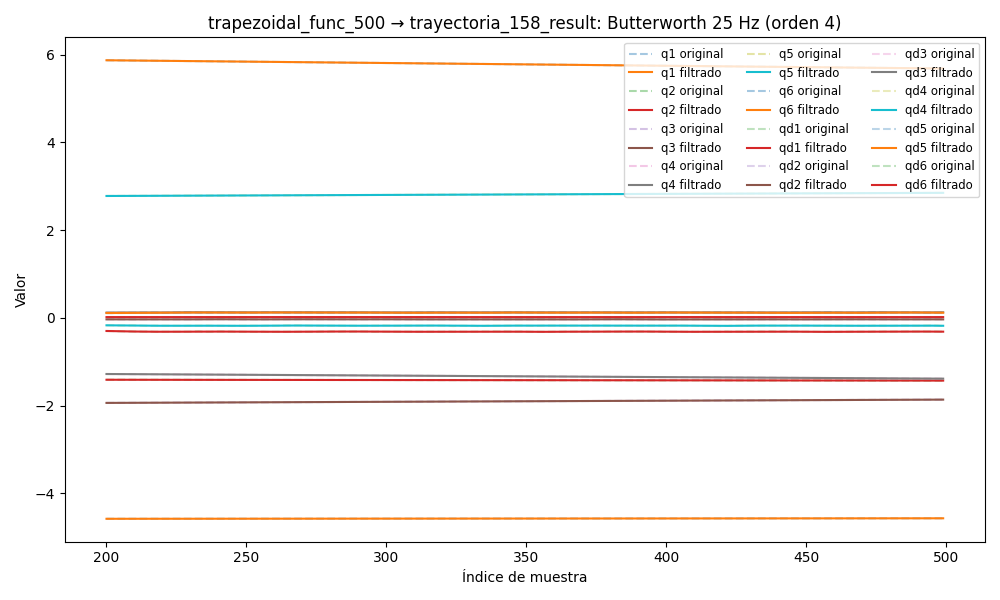 trapezoidal_func_500 → trayectoria_158_result: Butterworth 25 Hz (orden 4)
q1 original
q1 filtrado
q2 original
q2 filtrado
q3 original
q3 filtrado
q4 original
q4 filtrado
q5 original
q5 filtrado
q6 original
q6 filtrado
qd1 original
qd1 filtrado
qd2 original
qd2 filtrado
qd3 original
qd3 filtrado
qd4 original
qd4 filtrado
qd5 original
qd5 filtrado
qd6 original
qd6 filtrado
Valor
6
4
2
0
−2
−4
200
250
300
350
400
450
500
Índice de muestra